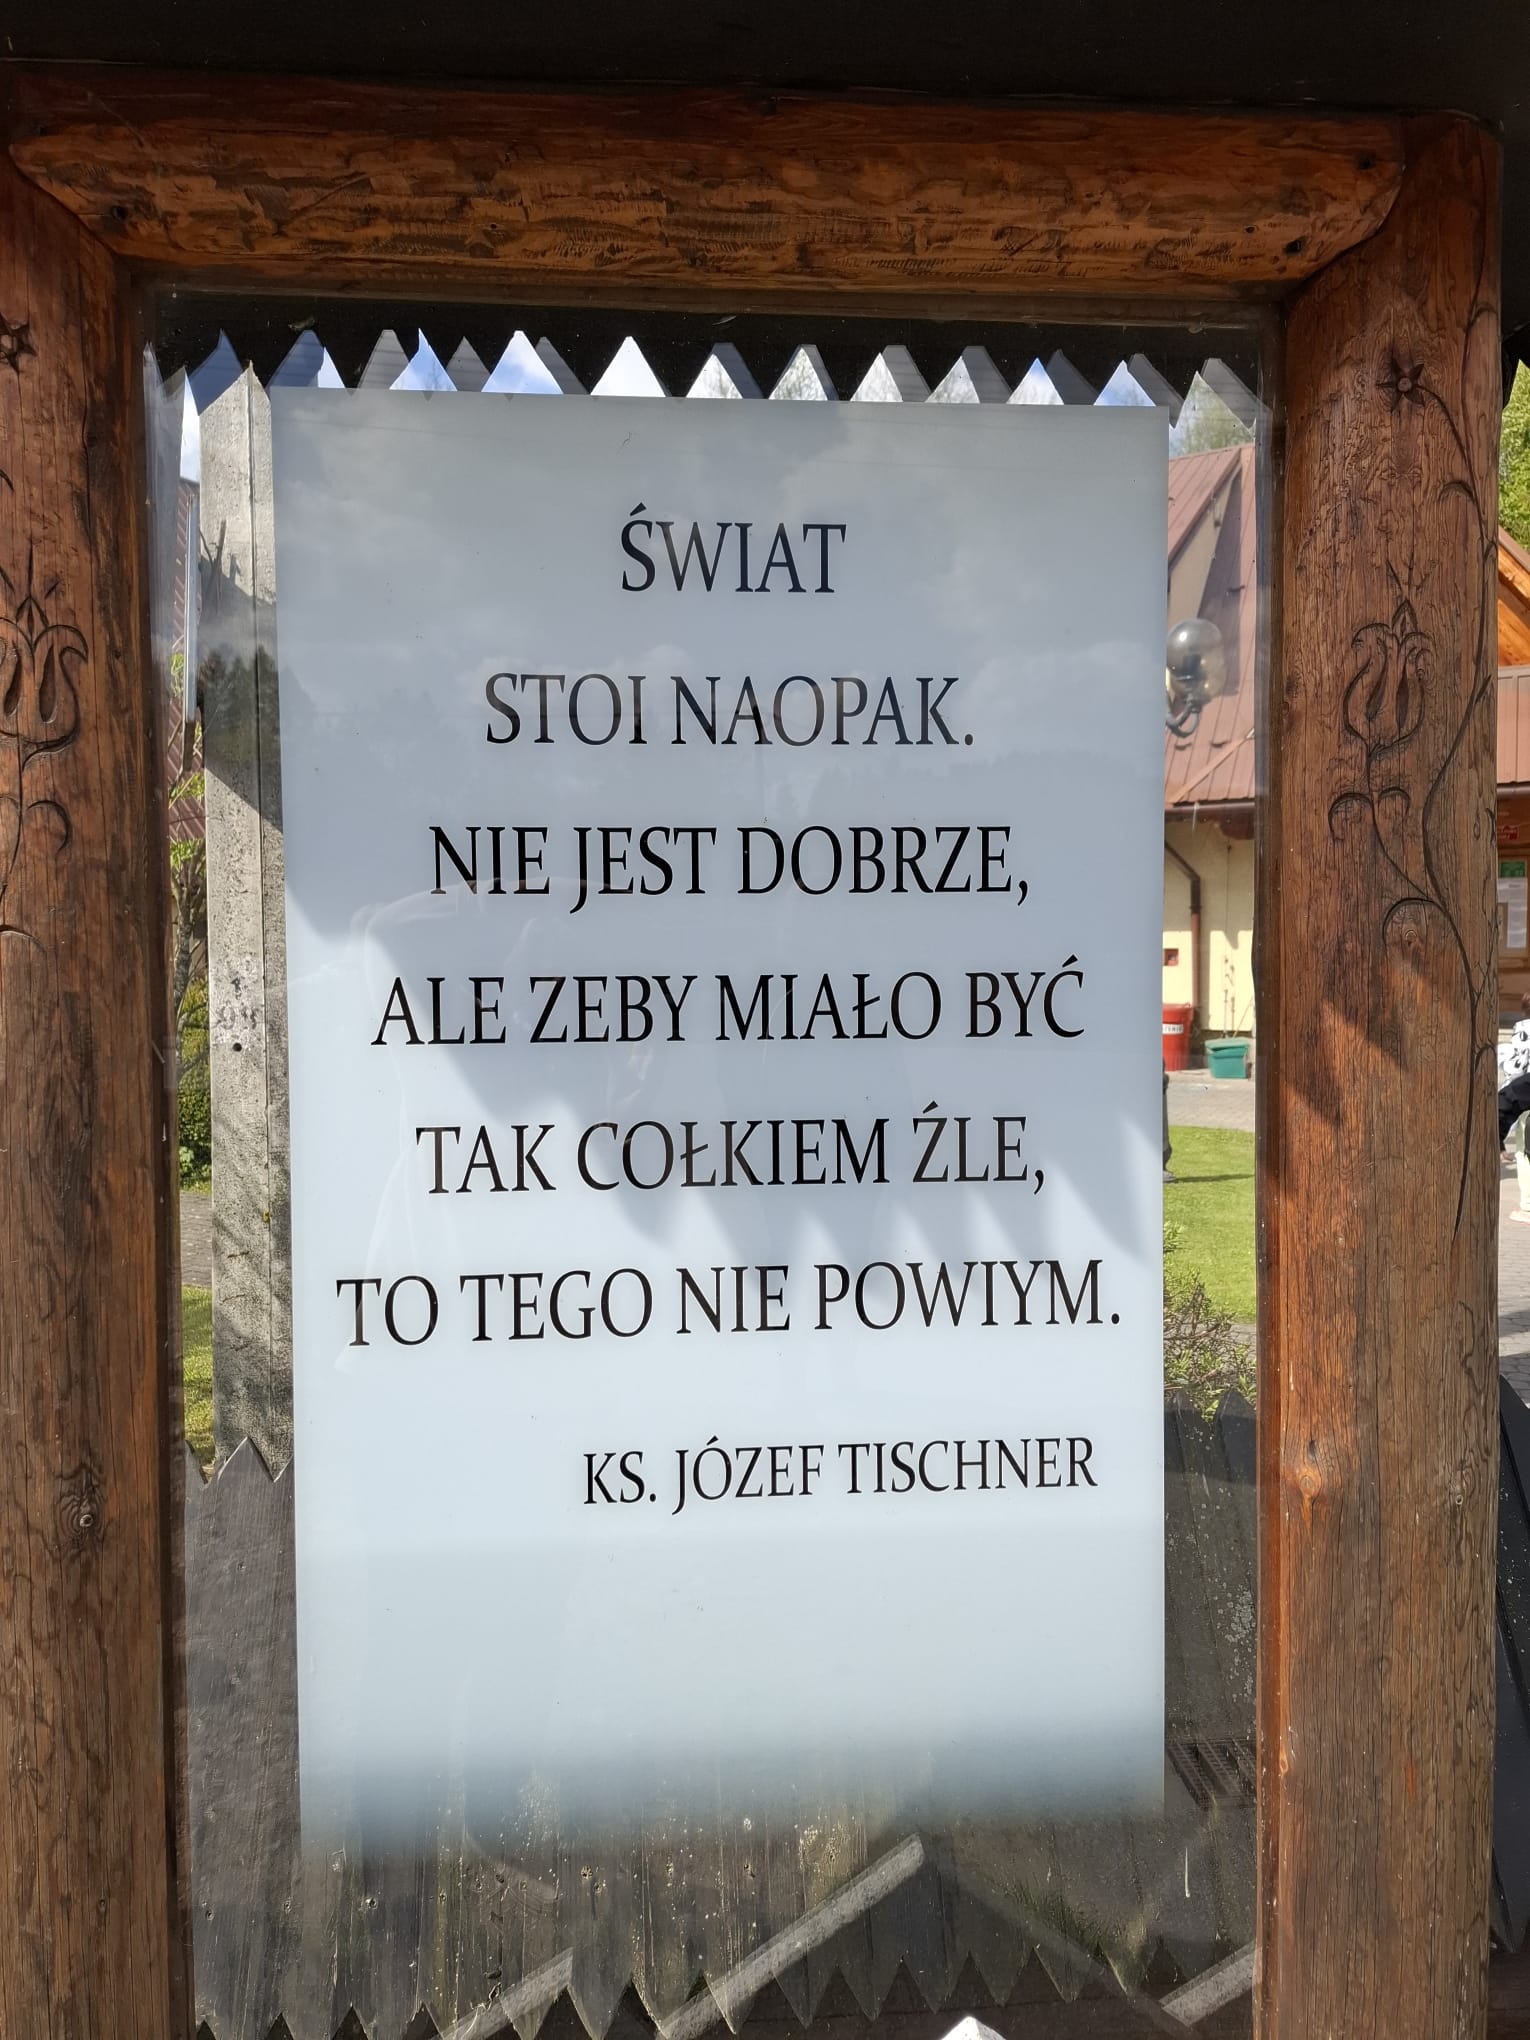 ŚWIAT
STOI NAOPAK.
NIE JEST DOBRZE,
ALE ZEBY MIAŁO BYĆ
TAK COŁKIEM ŹLE,
TO TEGO NIE POWIYM.
KS. JÓZEF TISCHNER